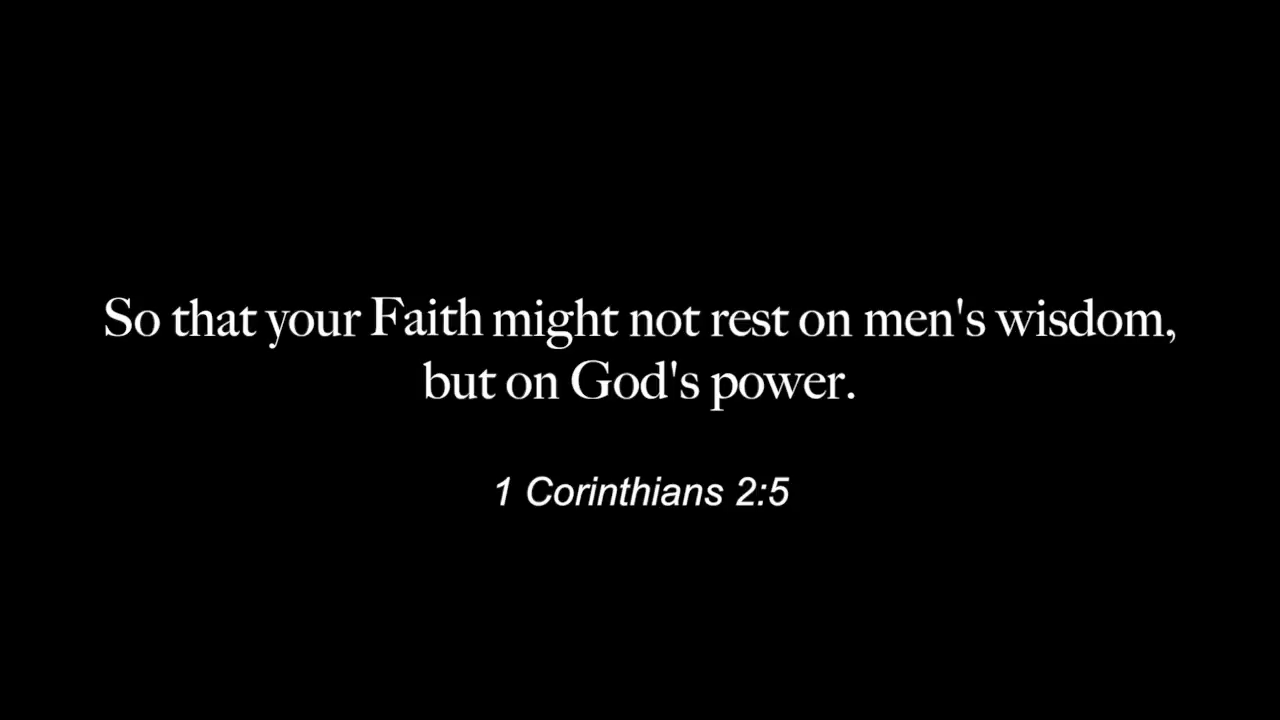 So that your Faith might not rest on men's wisdom,
but on God's power.
1 Corinthians 2:5